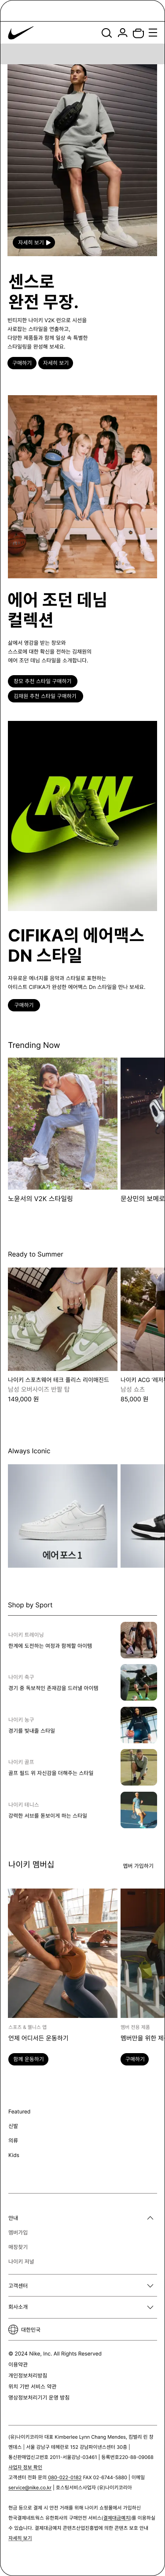 자세히 보기 ▶
센스로
완전 무장.
빈티지한 나이키 V2K 런으로 시선을
사로잡는 스타일을 연출하고,
다양한 제품들과 함께 일상 속 특별한
스타일링을 완성해 보세요.
구매하기 자세히 보기
에어 조던 데님
컬렉션
삶에서 영감을 받는 창모와
스스로에 대한 확신을 전하는 김채원의
에어 조던 데님 스타일을 소개합니다.
창모 추천 스타일 구매하기
김채원 추천 스타일 구매하기
RUN
CIFIKA의 에어맥스
DN 스타일
자유로운 에너지를 음악과 스타일로 표현하는
아티스트 CIFIKA가 완성한 에어맥스 Dn 스타일을 만나 보세요.
구매하기
Trending Now
노윤서의 V2K 스타일링 문상민의 보메로
Ready to Summer
나이키 스포츠웨어 테크 플리스 리이매진드 나이키 ACG
남성 오버사이즈 반팔 탑 남성 쇼츠
149,000 원 85,000 원
Always Iconic
에어 포스 1
Shop by Sport
나이키 트레이닝
한계에 도전하는 여정과 함께할 아이템
나이키 축구
경기 중 독보적인 존재감을 드러낼 아이템
나이키 농구
경기를 빛내줄 스타일
나이키 골프
골프 필드 위 자신감을 더해주는 스타일
나이키 테니스
강력한 서브를 돋보이게 하는 스타일
나이키 멤버십 멤버 가입하기
스포츠 & 웰니스 앱 멤버 전용 제품
언제 어디서든 운동하기 멤버만을 위한 제
함께 운동하기 구매하기
Featured
신발
의류
Kids
안내
멤버가입
매장찾기
나이키 저널
고객센터
회사소개
대한민국
© 2024 Nike, Inc. All Rights Reserved
이용약관
개인정보처리방침
위치 기반 서비스 약관
영상정보처리기기 운영 방침
(유)나이키코리아 대표 Kimberlee Lynn Chang Mendes, 킴벌리 린 창
멘데스 | 서울 강남구 테헤란로 152 강남파이낸스센터 30층 |
통신판매업신고번호 2011-서울강남-03461 | 등록번호220-88-09068
사업자 정보 확인
고객센터 전화 문의 080-022-0182 FAX 02-6744-5880 | 이메일
service@nike.co.kr | 호스팅서비스사업자 (유)나이키코리아
현금 등으로 결제 시 안전 거래를 위해 나이키 쇼핑몰에서 가입하신
한국결제네트웍스 유한회사의 구매안전 서비스(결제대금예치)를 이용하실
수 있습니다. 결제대금예치 콘텐츠산업진흥법에 의한 콘텐츠 보호 안내
자세히 보기